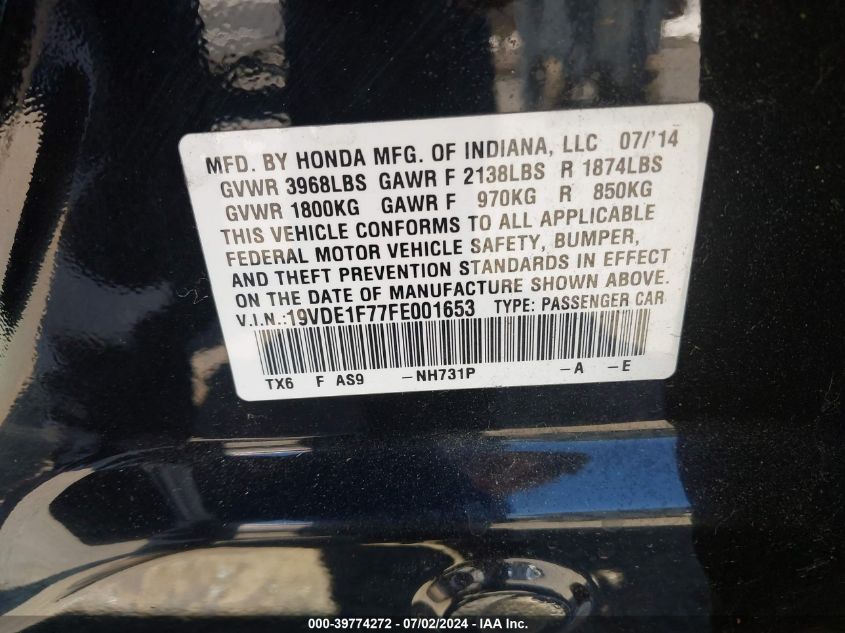 MFD. BY HONDA MFG. OF INDIANA, LLC 07/'14
GVWR 3968LBS GAWR F 2138LBS R 1874LBS
GVWR 1800KG GAWR F 970KG R 850KG
THIS VEHICLE CONFORMS TO ALL APPLICABLE
FEDERAL MOTOR VEHICLE SAFETY, BUMPER,
AND THEFT PREVENTION STANDARDS IN EFFECT
ON THE DATE OF MANUFACTURE SHOWN ABOVE.
V.I.N.:19VDE1F77FE001653 TYPE: PASSENGER CAR
TX6 F AS9 -NH731P -A -E
000-39774272 - 07/02/2024 - IAA Inc.